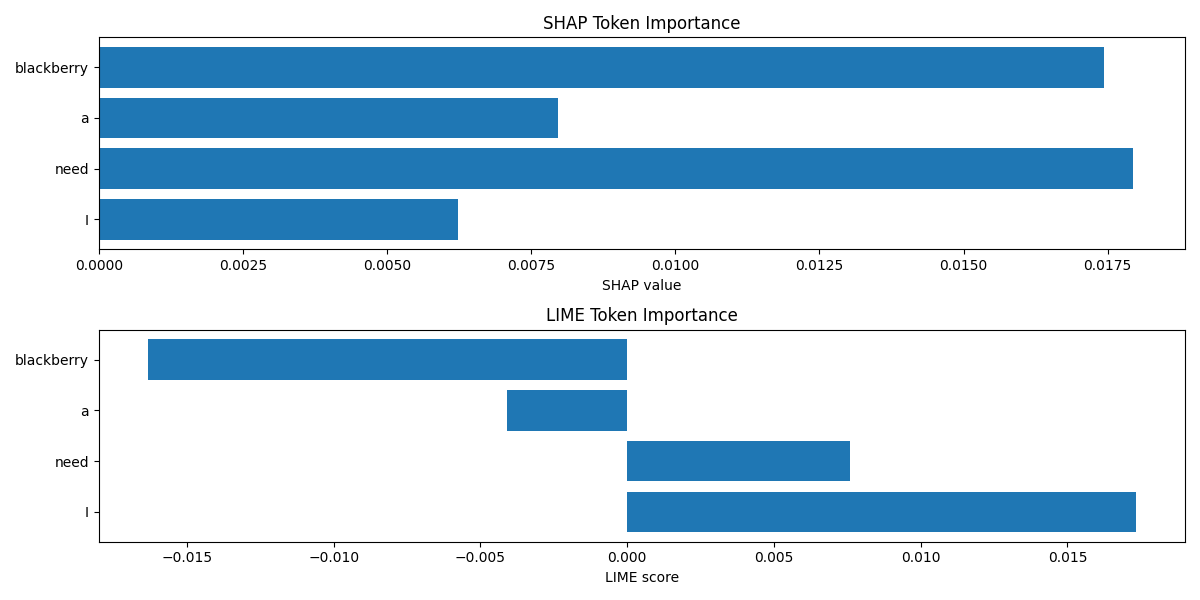 SHAP Token Importance
blackberry
a
need
I
0.0000 0.0025 0.0050 0.0075 0.0100 0.0125 0.0150 0.0175
SHAP value
LIME Token Importance
blackberry
a
need
I
−0.015 −0.010 −0.005 0.000 0.005 0.010 0.015
LIME score